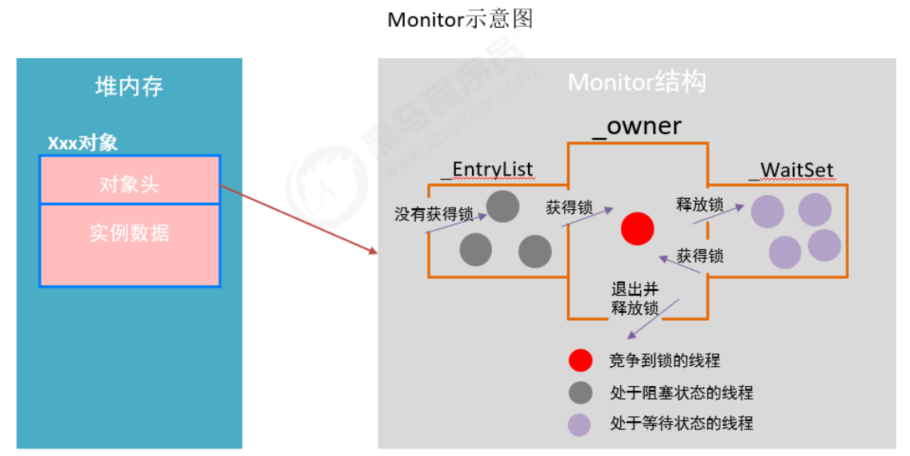 Monitor示意图
堆内存
Xxx对象
对象头
实例数据
黑马程序员
www.itheima.com
Monitor结构
_owner
_EntryList
_WaitSet
没有获得锁
获得锁
释放锁
获得锁
退出并
释放锁
竞争到锁的线程
处于阻塞状态的线程
处于等待状态的线程